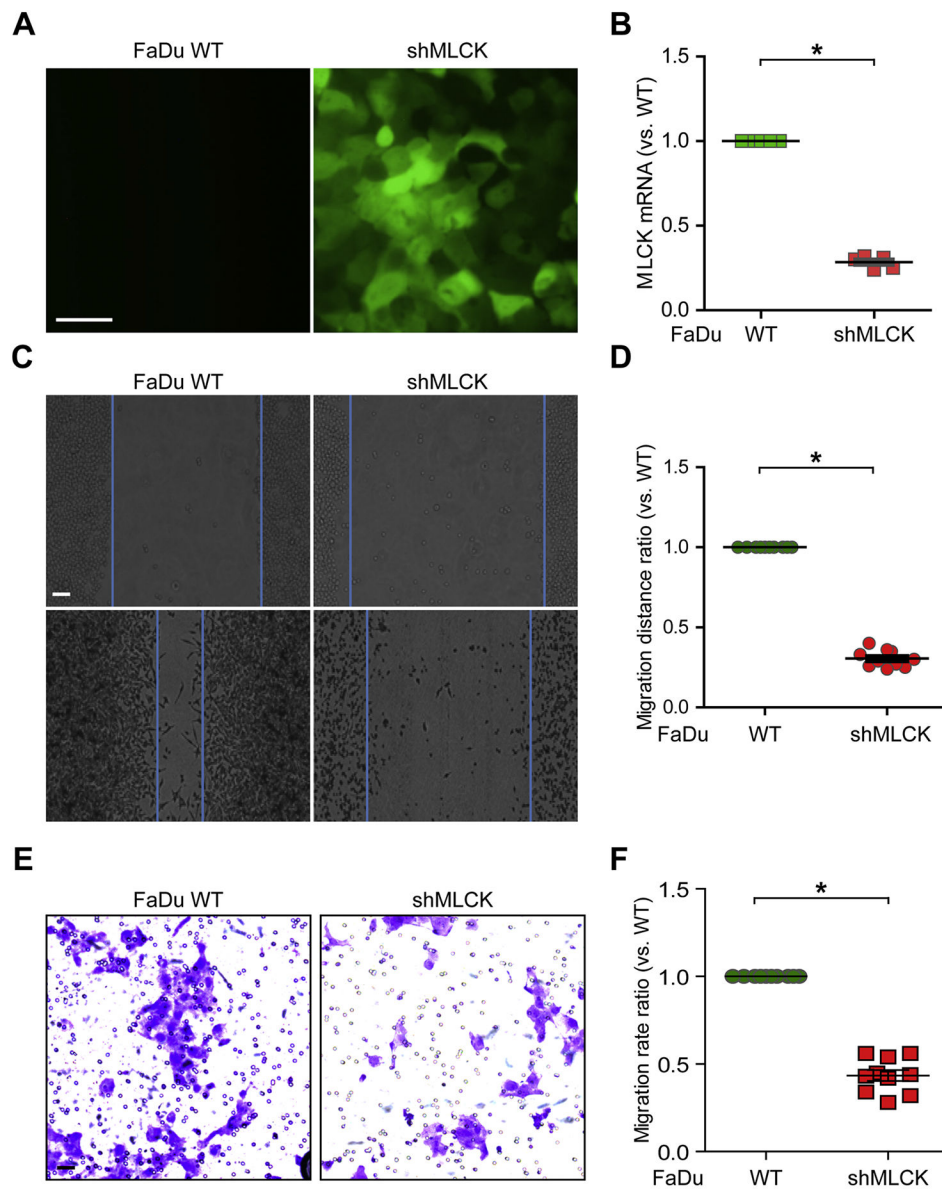 A
FaDu WT
shMLCK
B
MLCK mRNA (vs. WT)
1.5
1.0
0.5
0.0
*
FaDu
WT
shMLCK
C
FaDu WT
shMLCK
D
Migration distance ratio (vs. WT)
1.5
1.0
0.5
0.0
*
FaDu
WT
shMLCK
E
FaDu WT
shMLCK
F
Migration rate ratio (vs. WT)
1.5
1.0
0.5
0.0
*
FaDu
WT
shMLCK